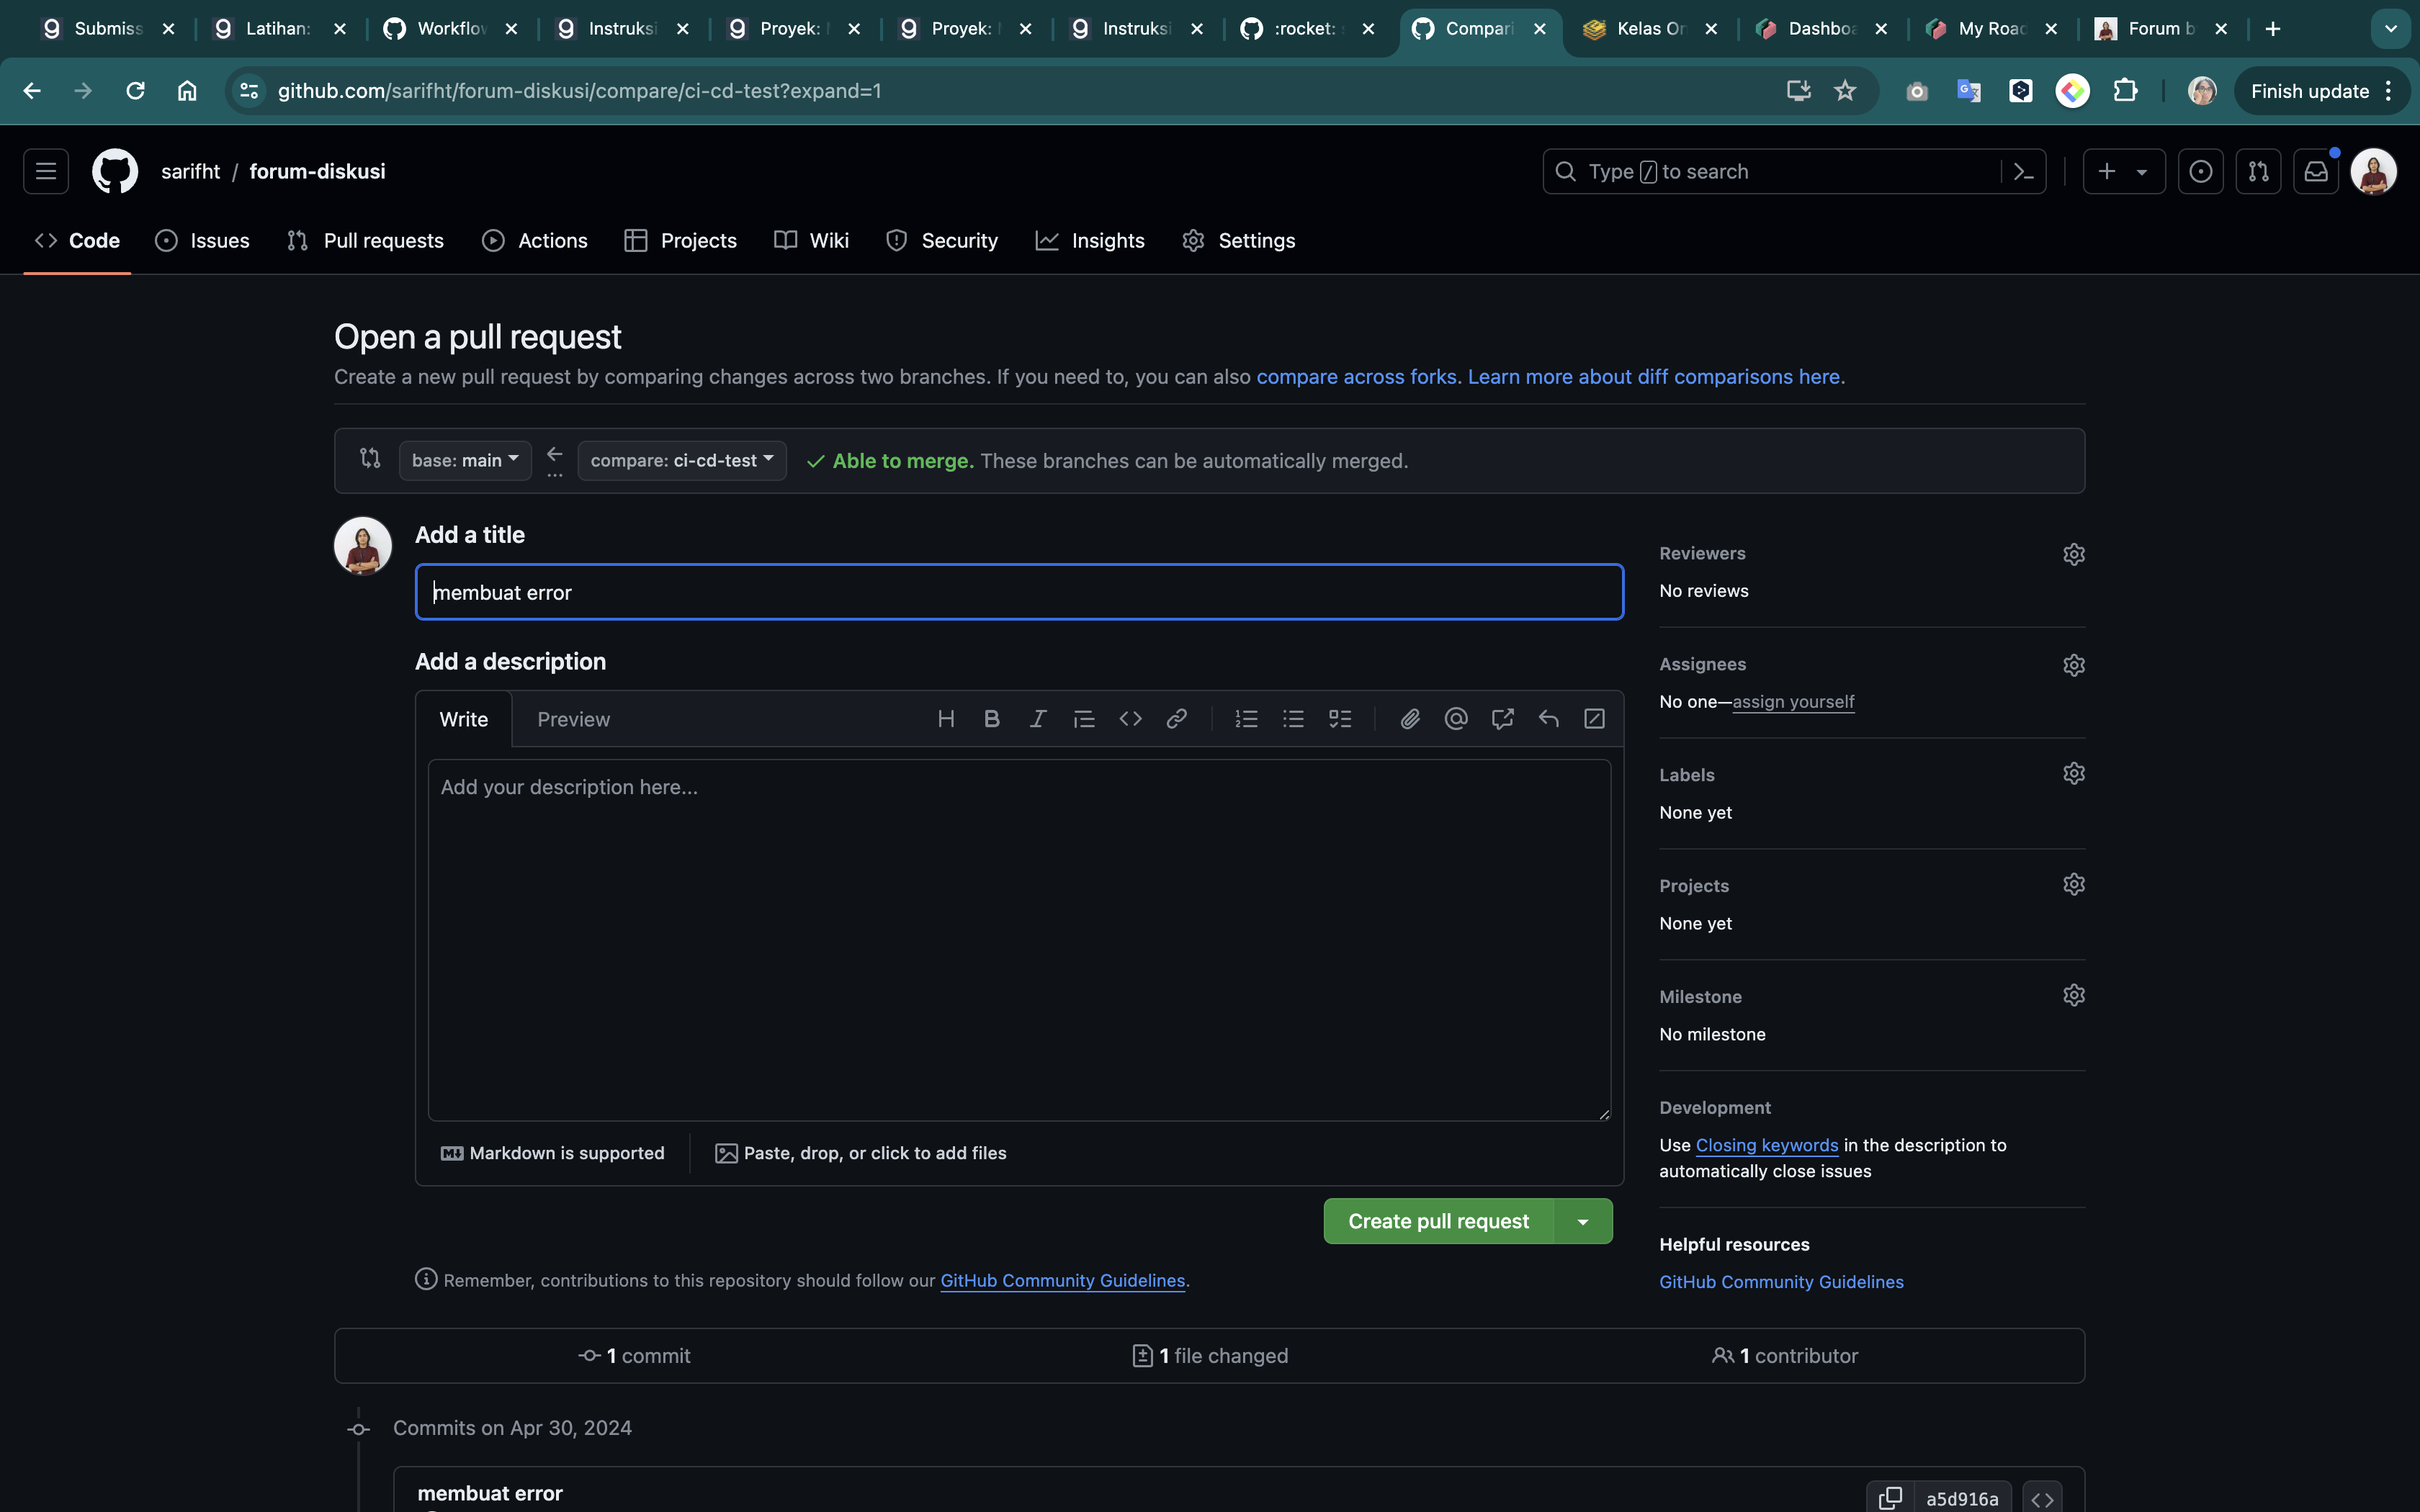 Submiss Latihan: Workflow Instruksi Proyek: Proyek: Instruksi :rocket: Compari Kelas On Dashboa My Road Forum b
github.com/sarifht/forum-diskusi/compare/ci-cd-test?expand=1 Finish update
sarifht / forum-diskusi Type / to search
Code Issues Pull requests Actions Projects Wiki Security Insights Settings
Open a pull request
Create a new pull request by comparing changes across two branches. If you need to, you can also compare across forks. Learn more about diff comparisons here.
base: main compare: ci-cd-test Able to merge. These branches can be automatically merged.
Add a title
membuat error
Add a description
Write Preview
Add your description here...
Markdown is supported Paste, drop, or click to add files
Create pull request
Remember, contributions to this repository should follow our GitHub Community Guidelines.
Reviewers
No reviews
Assignees
No one—assign yourself
Labels
None yet
Projects
None yet
Milestone
No milestone
Development
Use Closing keywords in the description to
automatically close issues
Helpful resources
GitHub Community Guidelines
1 commit 1 file changed 1 contributor
Commits on Apr 30, 2024
membuat error a5d916a